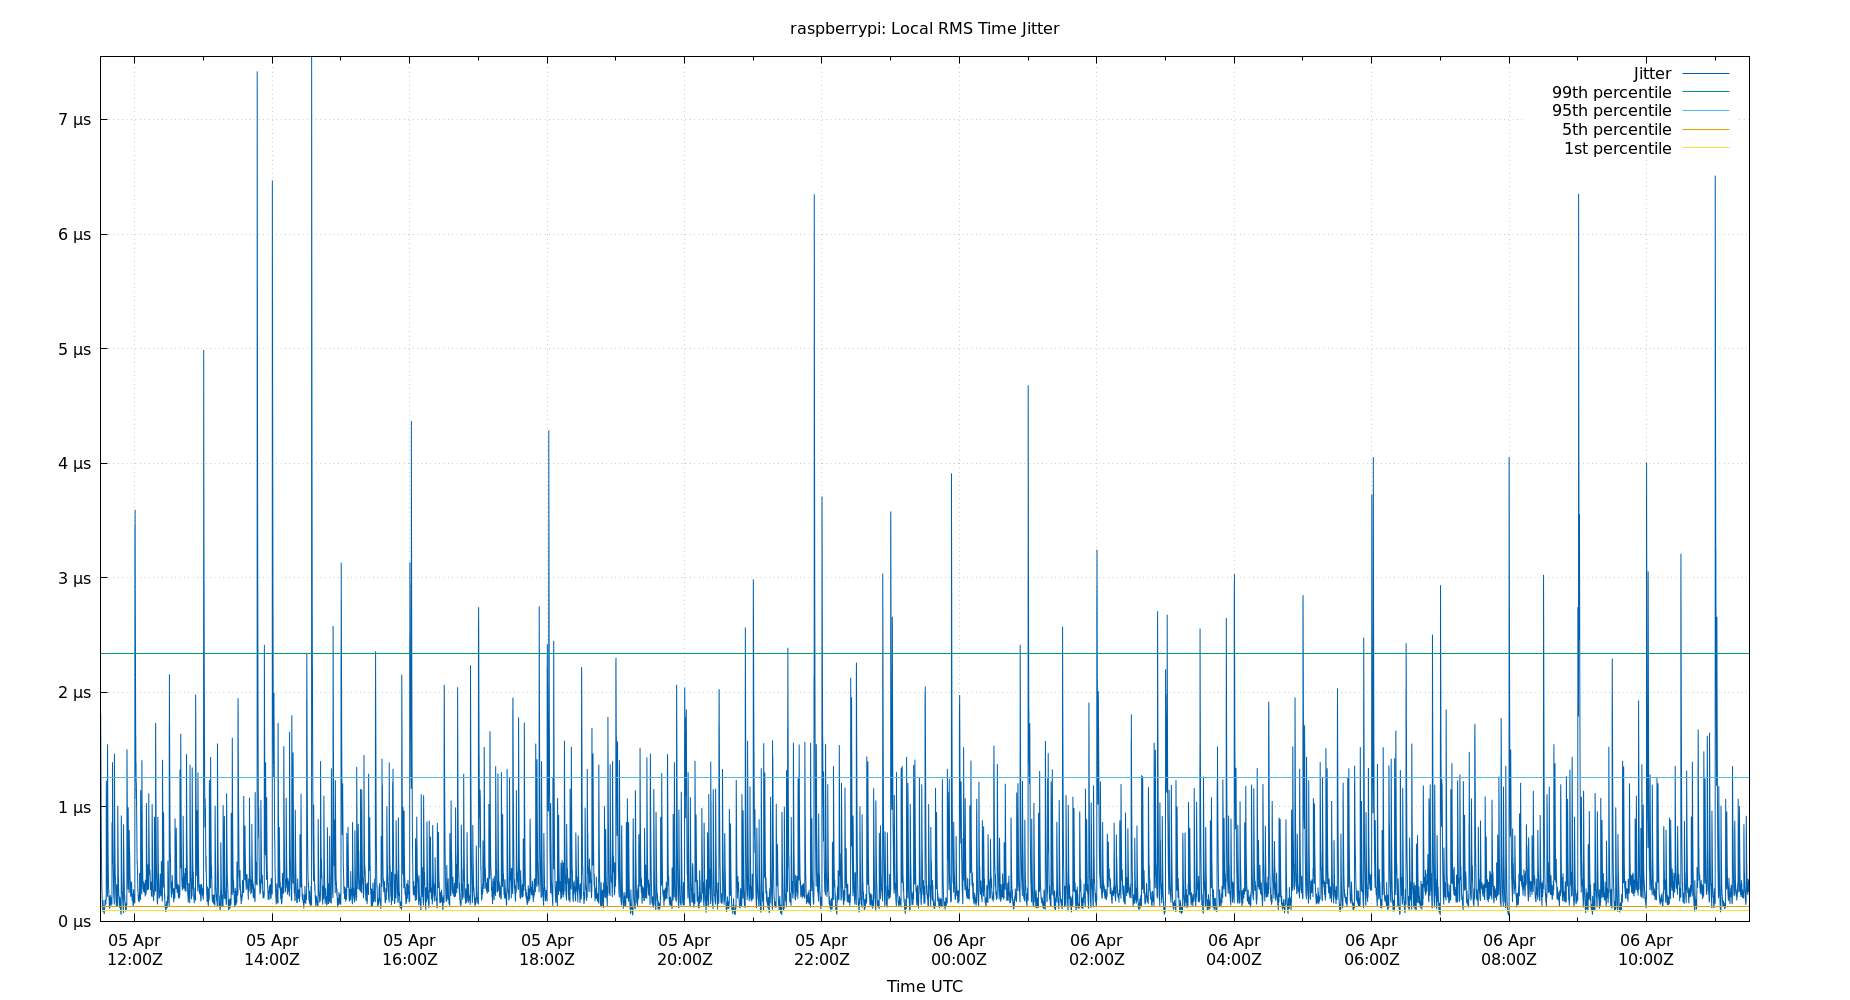 raspberrypi: Local RMS Time Jitter
Jitter
99th percentile
95th percentile
5th percentile
1st percentile
7 µs
6 µs
5 µs
4 µs
3 µs
2 µs
1 µs
0 µs
05 Apr 05 Apr 05 Apr 05 Apr 05 Apr 05 Apr 06 Apr 06 Apr 06 Apr 06 Apr 06 Apr 06 Apr
12:00Z 14:00Z 16:00Z 18:00Z 20:00Z 22:00Z 00:00Z 02:00Z 04:00Z 06:00Z 08:00Z 10:00Z
Time UTC